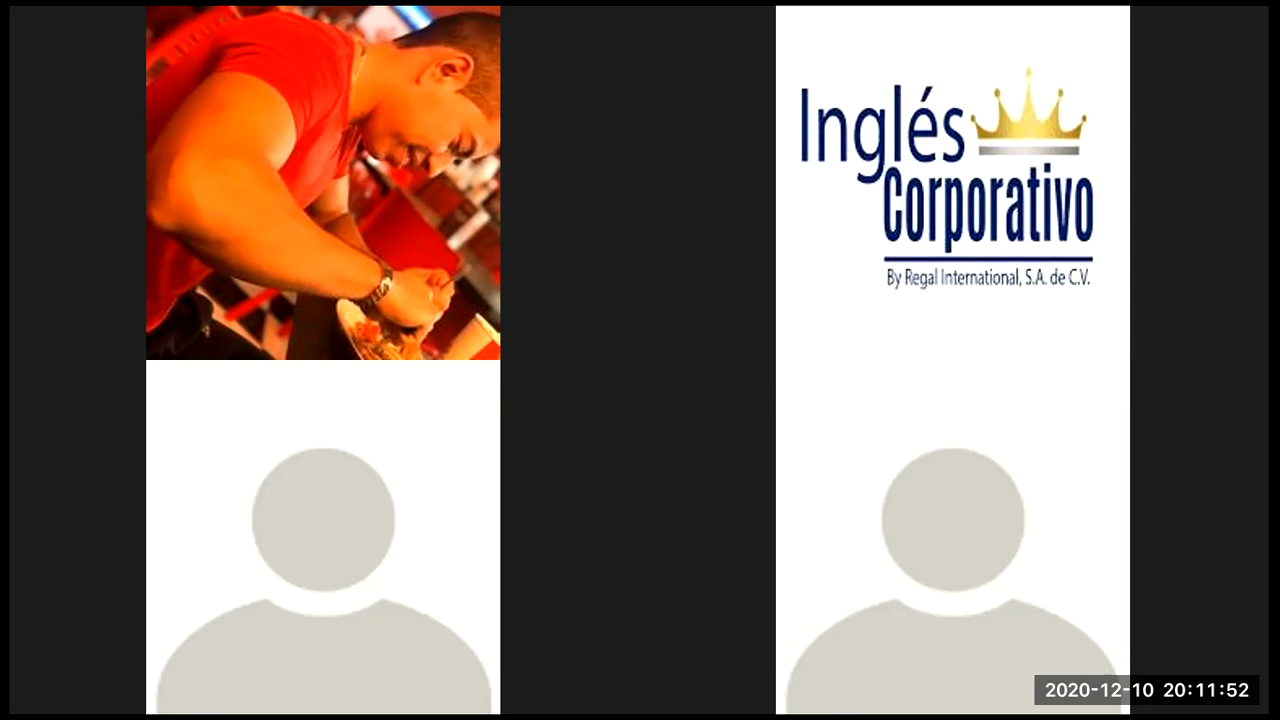 Inglés
Corporativo
By Regal International, S.A. de C.V.
2020-12-10 20:11:52